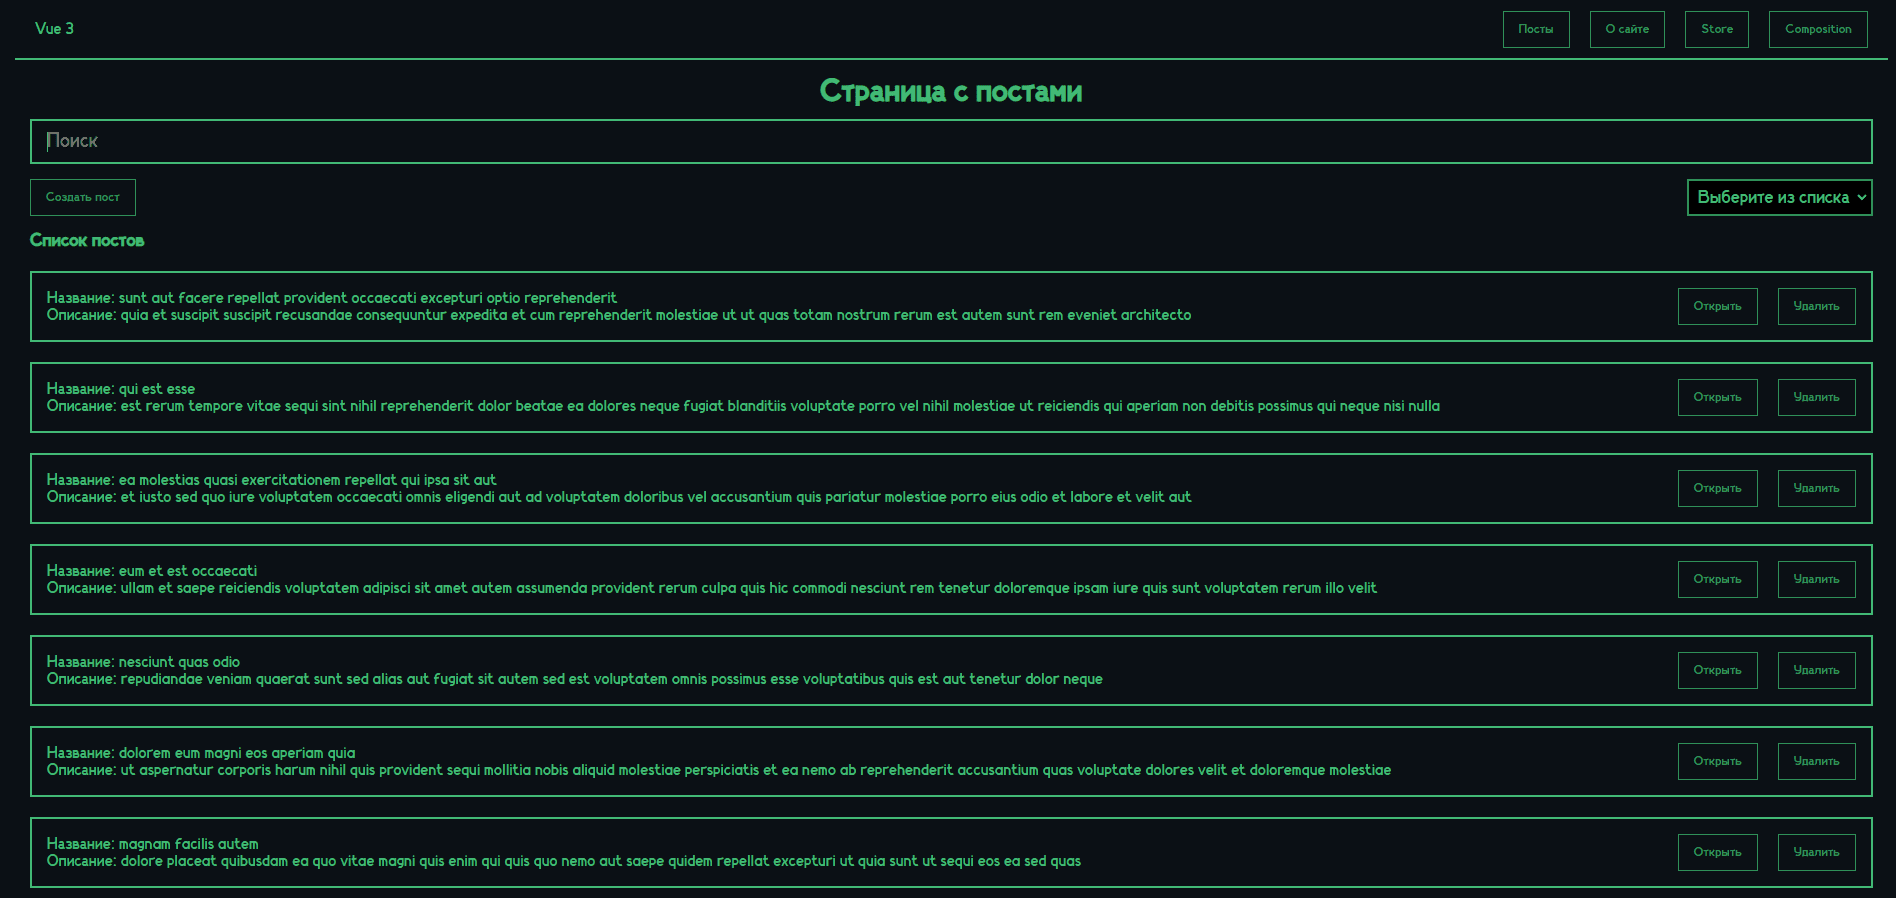 Vue 3
Посты
О сайте
Store
Composition
Страница с постами
Поиск
Создать пост
Выберите из списка
Список постов
Название: sunt aut facere repellat provident occaecati excepturi optio reprehenderit
Описание: quia et suscipit suscipit recusandae consequuntur expedita et cum reprehenderit molestiae ut ut quas totam nostrum rerum est autem sunt rem eveniet architecto
Открыть
Удалить
Название: qui est esse
Описание: est rerum tempore vitae sequi sint nihil reprehenderit dolor beatae ea dolores neque fugiat blanditiis voluptate porro vel nihil molestiae ut reiciendis qui aperiam non debitis possimus qui neque nisi nulla
Открыть
Удалить
Название: ea molestias quasi exercitationem repellat qui ipsa sit aut
Описание: et iusto sed quo iure voluptatem occaecati omnis eligendi aut ad voluptatem doloribus vel accusantium quis pariatur molestiae porro eius odio et labore et velit aut
Открыть
Удалить
Название: eum et est occaecati
Описание: ullam et saepe reiciendis voluptatem adipisci sit amet autem assumenda provident rerum culpa quis hic commodi nesciunt rem tenetur doloremque ipsam iure quis sunt voluptatem rerum illo velit
Открыть
Удалить
Название: nesciunt quas odio
Описание: repudiandae veniam quaerat sunt sed alias aut fugiat sit autem sed est voluptatem omnis possimus esse voluptatibus quis est aut tenetur dolor neque
Открыть
Удалить
Название: dolorem eum magni eos aperiam quia
Описание: ut aspernatur corporis harum nihil quis provident sequi mollitia nobis aliquid molestiae perspiciatis et ea nemo ab reprehenderit accusantium quas voluptate dolores velit et doloremque molestiae
Открыть
Удалить
Название: magnam facilis autem
Описание: dolore placeat quibusdam ea quo vitae magni quis enim qui quis quo nemo aut saepe quidem repellat excepturi ut quia sunt ut sequi eos ea sed quas
Открыть
Удалить